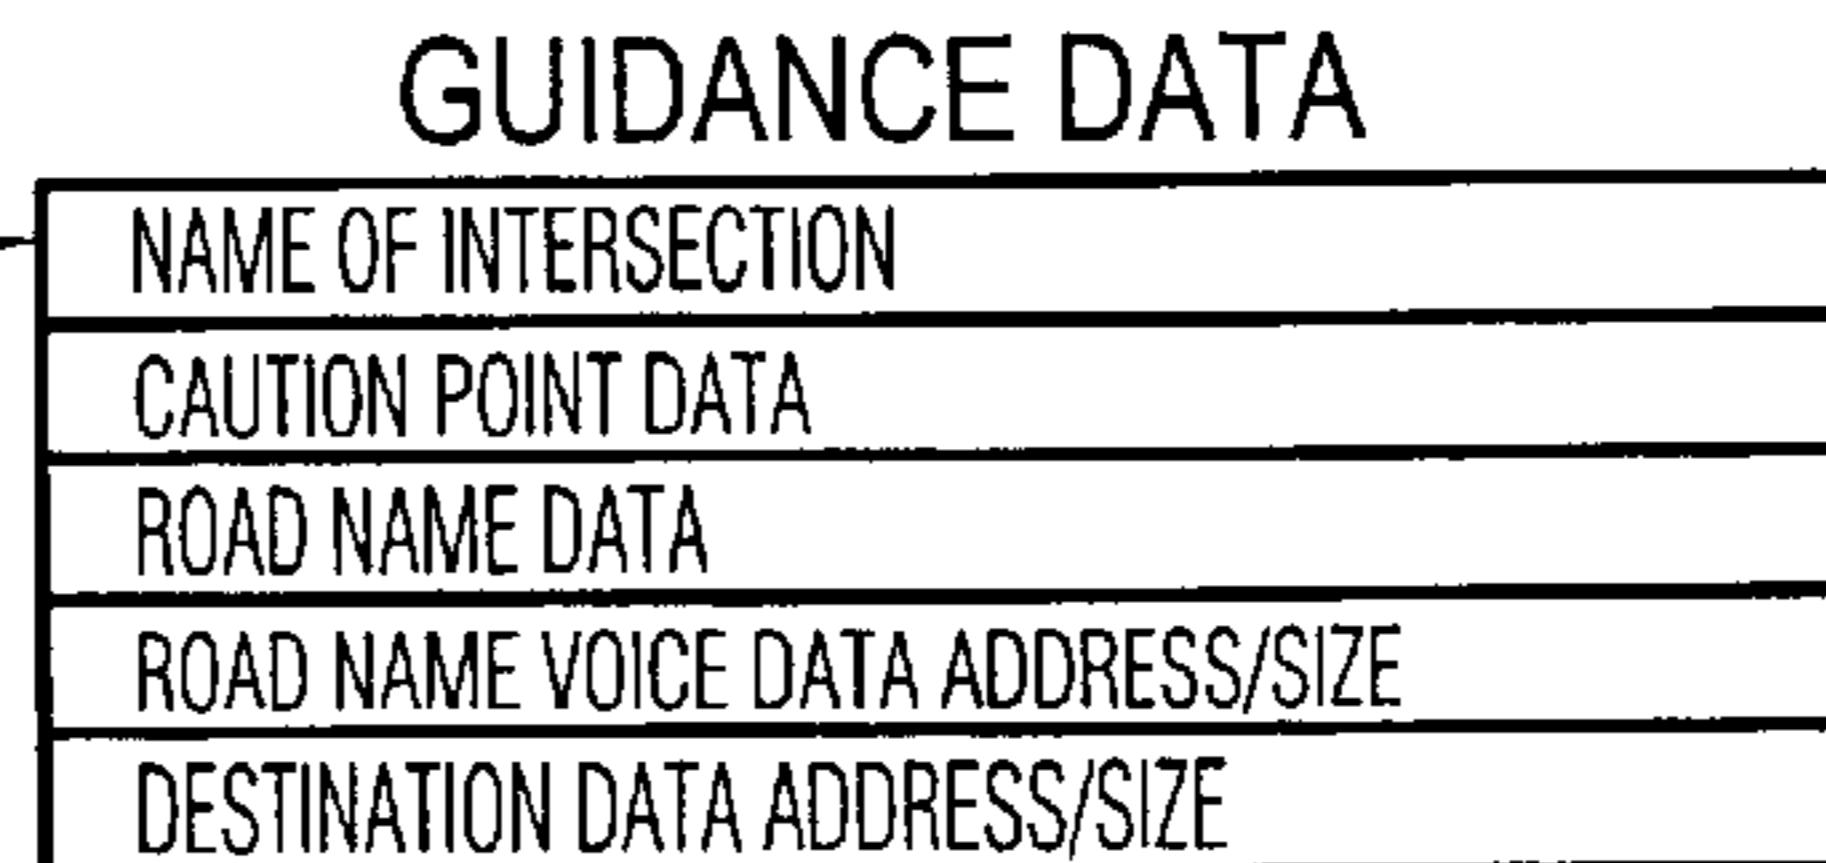 GUIDANCE DATA
NAME OF INTERSECTION
CAUTION POINT DATA
ROAD NAME DATA
ROAD NAME VOICE DATA ADDRESS/SIZE
DESTINATION DATA ADDRESS/SIZE